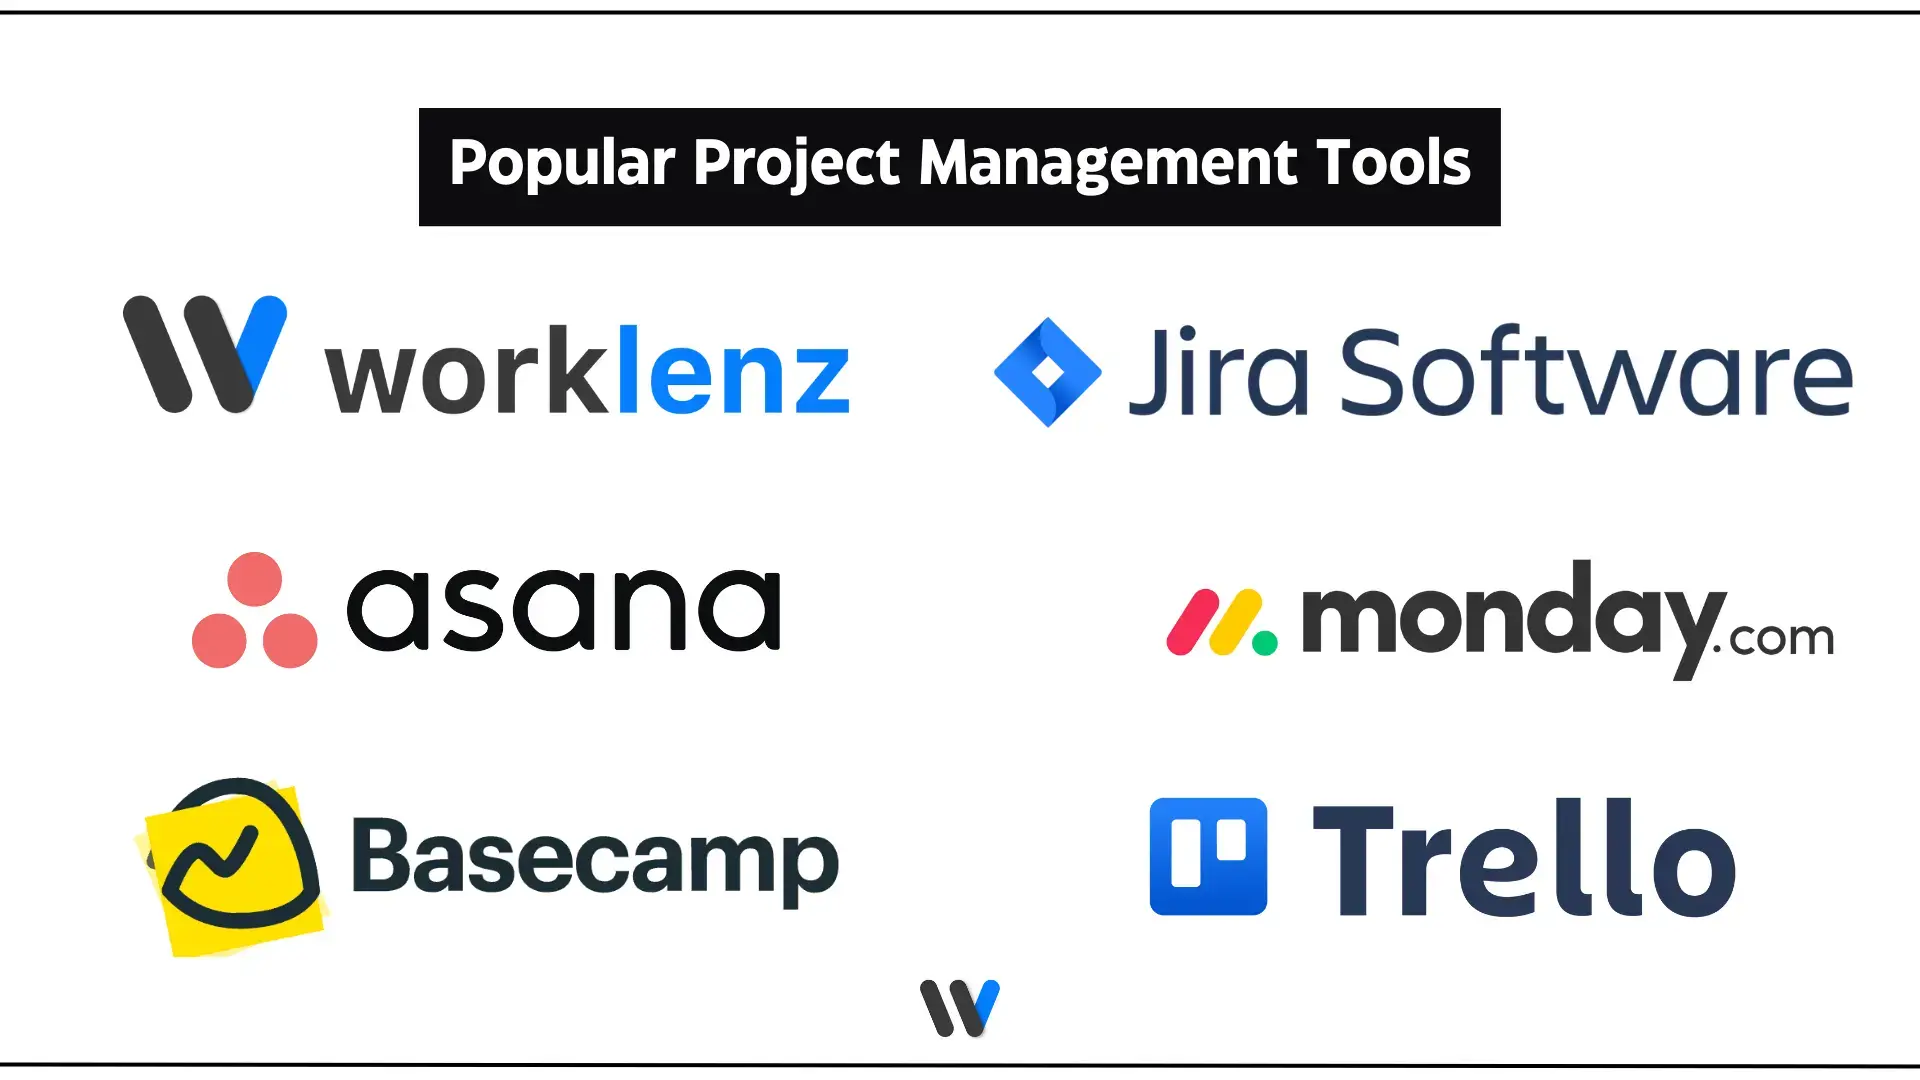 Popular Project Management Tools
worklenz
Jira Software
asana
monday.com
Basecamp
Trello